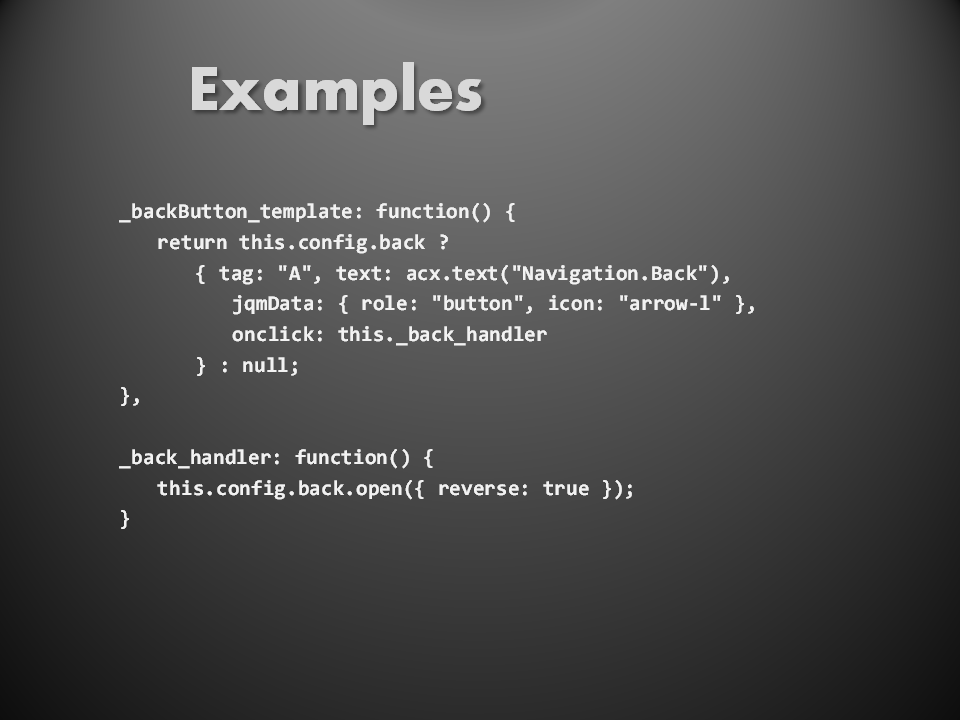 Examples
_backButton_template: function() {
return this.config.back ?
{ tag: "A", text: acx.text("Navigation.Back"),
jqmData: { role: "button", icon: "arrow-l" },
onclick: this._back_handler
} : null;
},
_back_handler: function() {
this.config.back.open({ reverse: true });
}